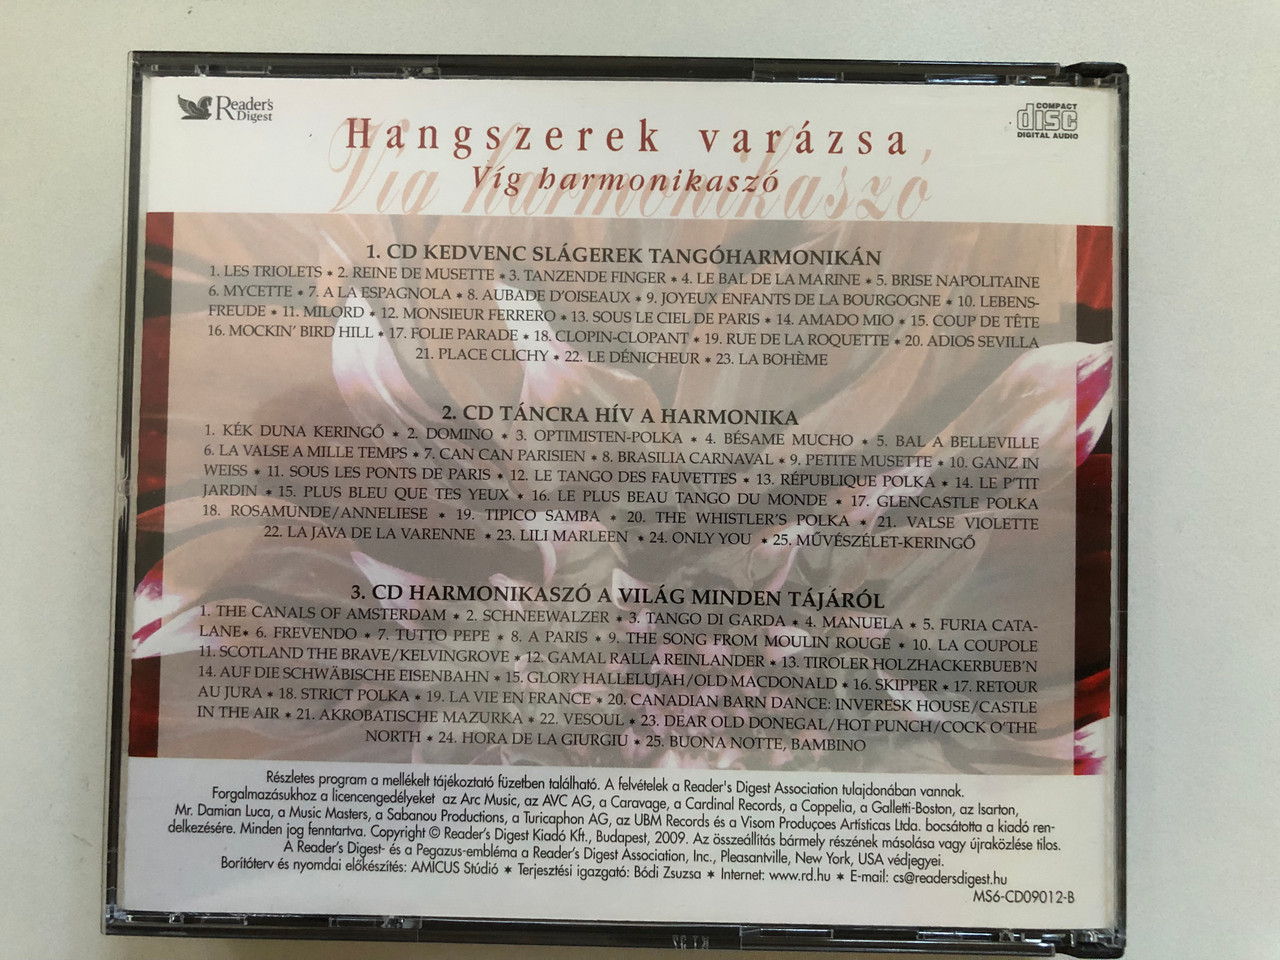 Reader's
Digest
COMPACT
disc
DIGITAL AUDIO
Hangszerek varázsa
Víg harmonikaszó
Víg harmonikaszó
1. CD KEDVENC SLÁGEREK TANGÓHARMONIKÁN
1. LES TRIOLETS * 2. REINE DE MUSETTE * 3. TANZENDE FINGER * 4. LE BAL DE LA MARINE * 5. BRISE NAPOLITAINE
6. MYCETTE * 7. A LA ESPAGNOLA * 8. AUBADE D'OISEAUX * 9. JOYEUX ENFANTS DE LA BOURGOGNE * 10. LEBENS-
FREUDE * 11. MILORD * 12. MONSIEUR FERRERO * 13. SOUS LE CIEL DE PARIS * 14. AMADO MIO * 15. COUP DE TÊTE
16. MOCKIN' BIRD HILL * 17. FOLIE PARADE * 18. CLOPIN-CLOPANT * 19. RUE DE LA ROQUETTE * 20. ADIOS SEVILLA
21. PLACE CLICHY * 22. LE DÉNICHEUR * 23. LA BOHÈME
2. CD TÁNCRA HÍV A HARMONIKA
1. KÉK DUNA KERINGŐ * 2. DOMINO * 3. OPTIMISTEN-POLKA * 4. BÉSAME MUCHO * 5. BAL A BELLEVILLE
6. LA VALSE A MILLE TEMPS * 7. CAN CAN PARISIEN * 8. BRASILIA CARNAVAL * 9. PETITE MUSETTE * 10. GANZ IN
WEISS * 11. SOUS LES PONTS DE PARIS * 12. LE TANGO DES FAUVETTES * 13. RÉPUBLIQUE POLKA * 14. LE P'TIT
JARDIN * 15. PLUS BLEU QUE TES YEUX * 16. LE PLUS BEAU TANGO DU MONDE * 17. GLENCASTLE POLKA
18. ROSAMUNDE/ANNELIESE * 19. TIPICO SAMBA * 20. THE WHISTLER'S POLKA * 21. VALSE VIOLETTE
22. LA JAVA DE LA VARENNE * 23. LILI MARLEEN * 24. ONLY YOU * 25. MŰVÉSZÉLET-KERINGŐ
3. CD HARMONIKASZÓ A VILÁG MINDEN TÁJÁRÓL
1. THE CANALS OF AMSTERDAM * 2. SCHNEEWALZER * 3. TANGO DI GARDA * 4. MANUELA * 5. FURIA CATA-
LANE* 6. FREVENDO * 7. TUTTO PEPE * 8. A PARIS * 9. THE SONG FROM MOULIN ROUGE * 10. LA COUPOLE
11. SCOTLAND THE BRAVE/KELVINGROVE * 12. GAMAL RALLA REINLANDER * 13. TIROLER HOLZHACKERBUEB'N
14. AUF DIE SCHWÄBISCHE EISENBAHN * 15. GLORY HALLELUJAH/OLD MACDONALD * 16. SKIPPER * 17. RETOUR
AU JURA * 18. STRICT POLKA * 19. LA VIE EN FRANCE * 20. CANADIAN BARN DANCE: INVERESK HOUSE/CASTLE
IN THE AIR * 21. AKROBATISCHE MAZURKA * 22. VESOUL * 23. DEAR OLD DONEGAL/HOT PUNCH/COCK O'THE
NORTH * 24. HORA DE LA GIURGIU * 25. BUONA NOTTE, BAMBINO
Részletes program a mellékelt tájékoztató füzetben található. A felvételek a Reader's Digest Association tulajdonában vannak.
Forgalmazásukhoz a licencengedélyeket az Arc Music, az AVC AG, a Caravage, a Cardinal Records, a Coppelia, a Galletti-Boston, az Isarton,
Mr. Damian Luca, a Music Masters, a Sabanou Productions, a Turicaphon AG, az UBM Records és a Visom Produçoes Artísticas Ltda. bocsátotta a kiadó ren-
delkezésére. Minden jog fenntartva. Copyright © Reader's Digest Kiadó Kft., Budapest, 2009. Az összeállítás bármely részének másolása vagy újraközlése tilos.
A Reader's Digest- és a Pegazus-embléma a Reader's Digest Association, Inc., Pleasantville, New York, USA védjegyei.
Borítóterv és nyomdai előkészítés: AMICUS Stúdió * Terjesztési igazgató: Bódi Zsuzsa * Internet: www.rd.hu * E-mail: cs@readersdigest.hu
MS6-CD09012-B